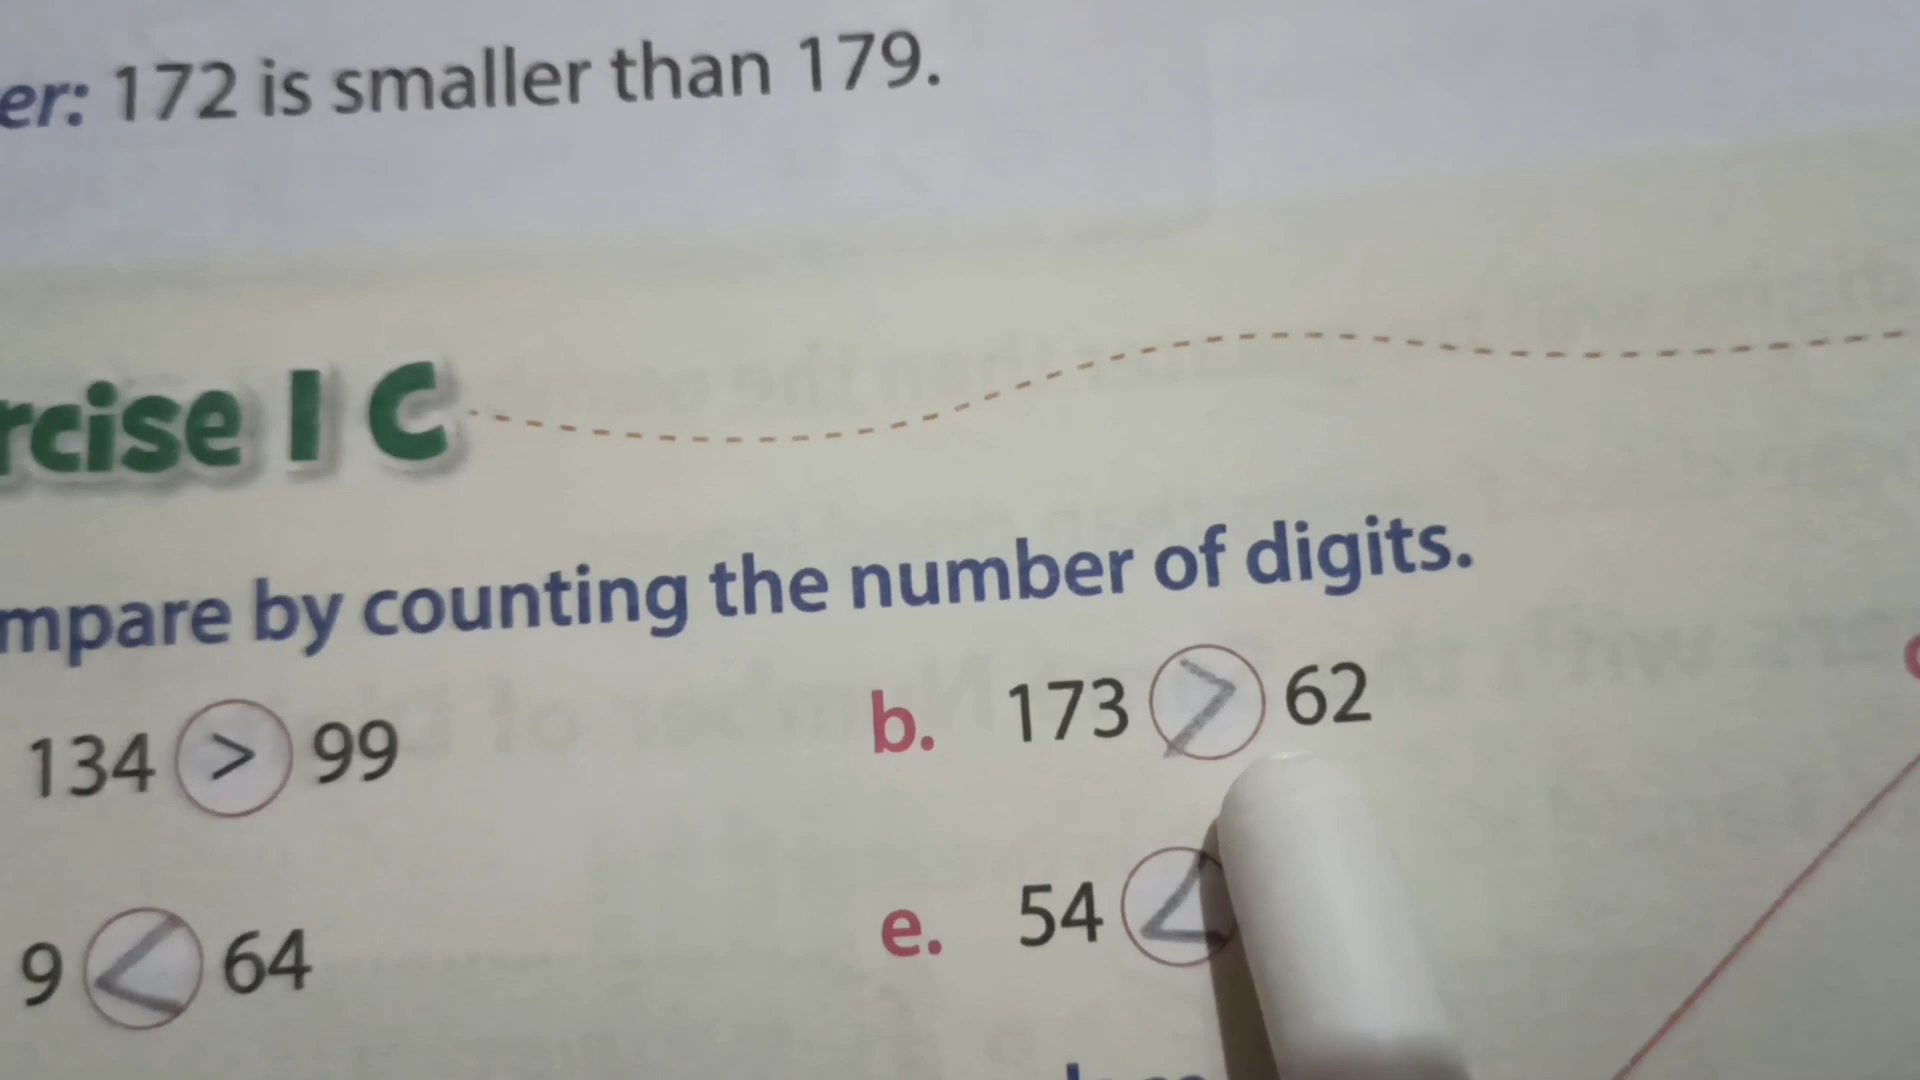 er: 172 is smaller than 179.
rcise 1 C
mpare by counting the number of digits.
134 > 99
b. 173 > 62
9 < 64
e. 54 <